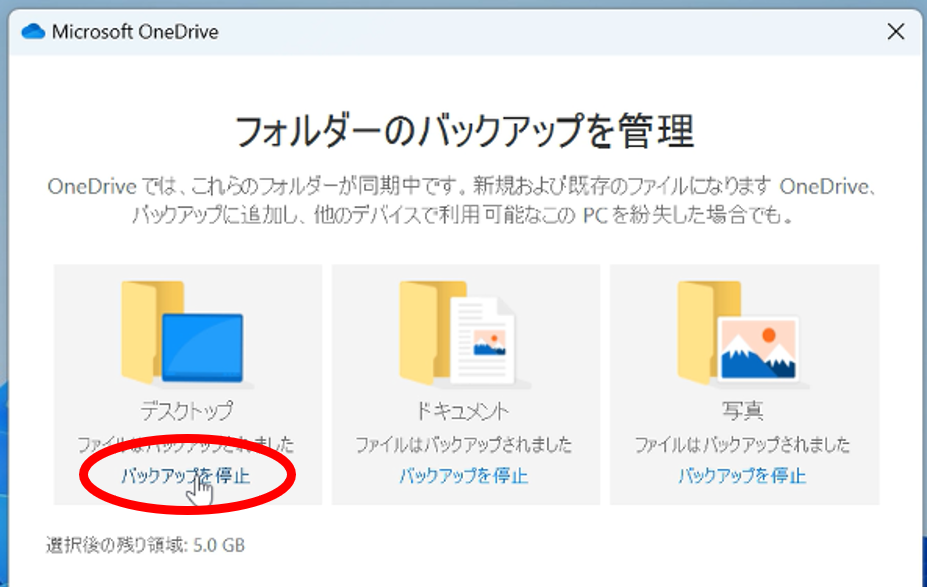 Microsoft OneDrive
フォルダーのバックアップを管理
OneDrive では、これらのフォルダーが同期中です。新規および既存のファイルになります OneDrive、
バックアップに追加し、他のデバイスで利用可能なこの PC を紛失した場合でも。
デスクトップ
ファイルはバックアップされました
バックアップを停止
ドキュメント
ファイルはバックアップされました
バックアップを停止
写真
ファイルはバックアップされました
バックアップを停止
選択後の残り領域: 5.0 GB